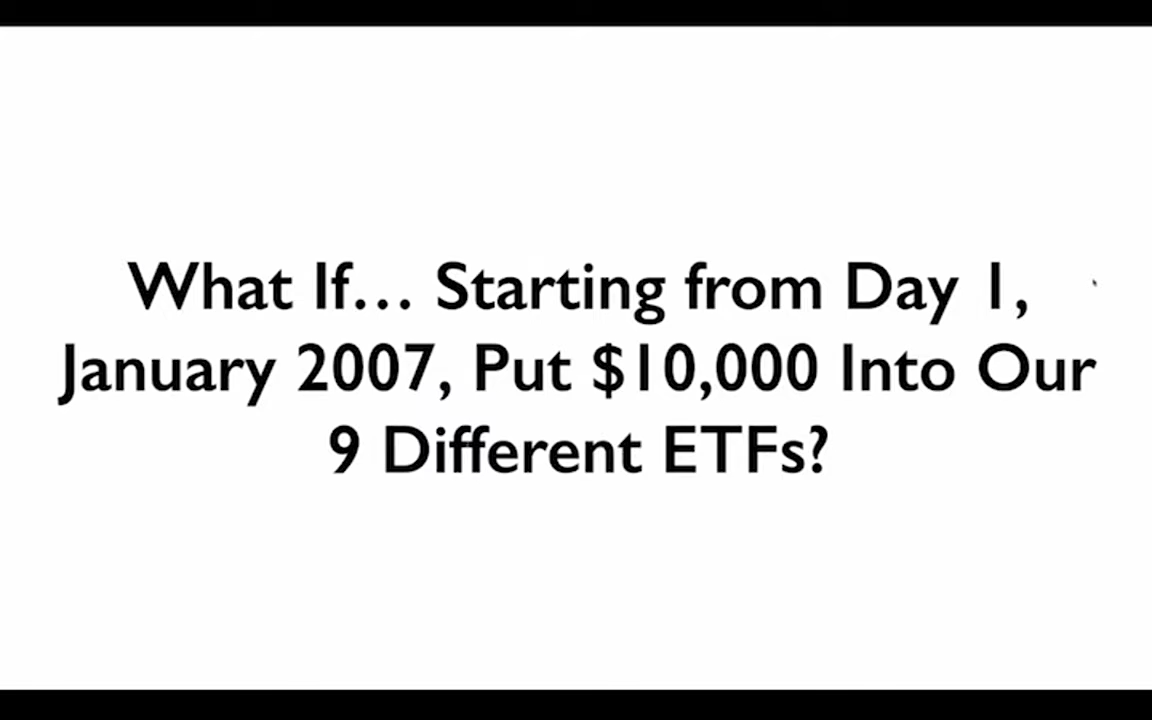 What If... Starting from Day 1,
January 2007, Put $10,000 Into Our
9 Different ETFs?